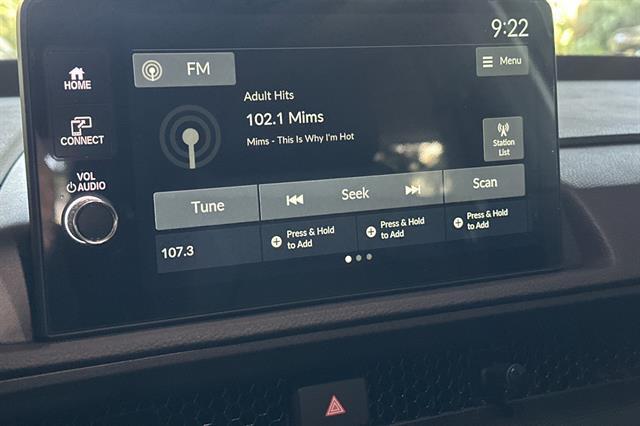 9:22
FM
Menu
HOME
Adult Hits
102.1 Mims
Mims - This Is Why I'm Hot
CONNECT
Station
List
VOL
AUDIO
Tune
Seek
Scan
107.3
Press & Hold
to Add
Press & Hold
to Add
Press & Hold
to Add